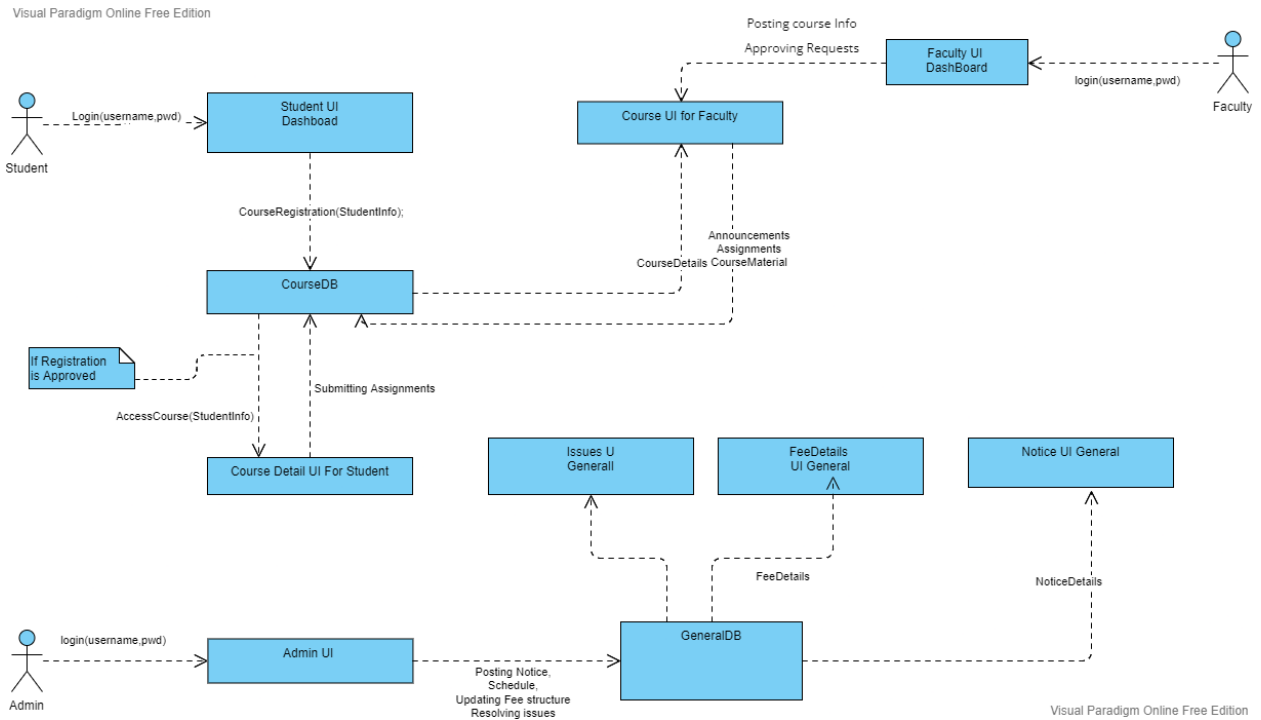 Visual Paradigm Online Free Edition
Posting course Info
Approving Requests
Faculty UI
DashBoard
login(username,pwd)
Faculty
Student UI
Dashboad
Login(username,pwd)
Student
Course UI for Faculty
CourseRegistration(StudentInfo);
Announcements
Assignments
CourseDetails
CourseMaterial
CourseDB
If Registration
is Approved
Submitting Assignments
AccessCourse(StudentInfo)
Course Detail UI For Student
Issues U
Generall
FeeDetails
UI General
Notice UI General
FeeDetails
NoticeDetails
login(username,pwd)
Admin
Admin UI
GeneralDB
Posting Notice,
Schedule,
Updating Fee structure
Resolving issues
Visual Paradigm Online Free Edition